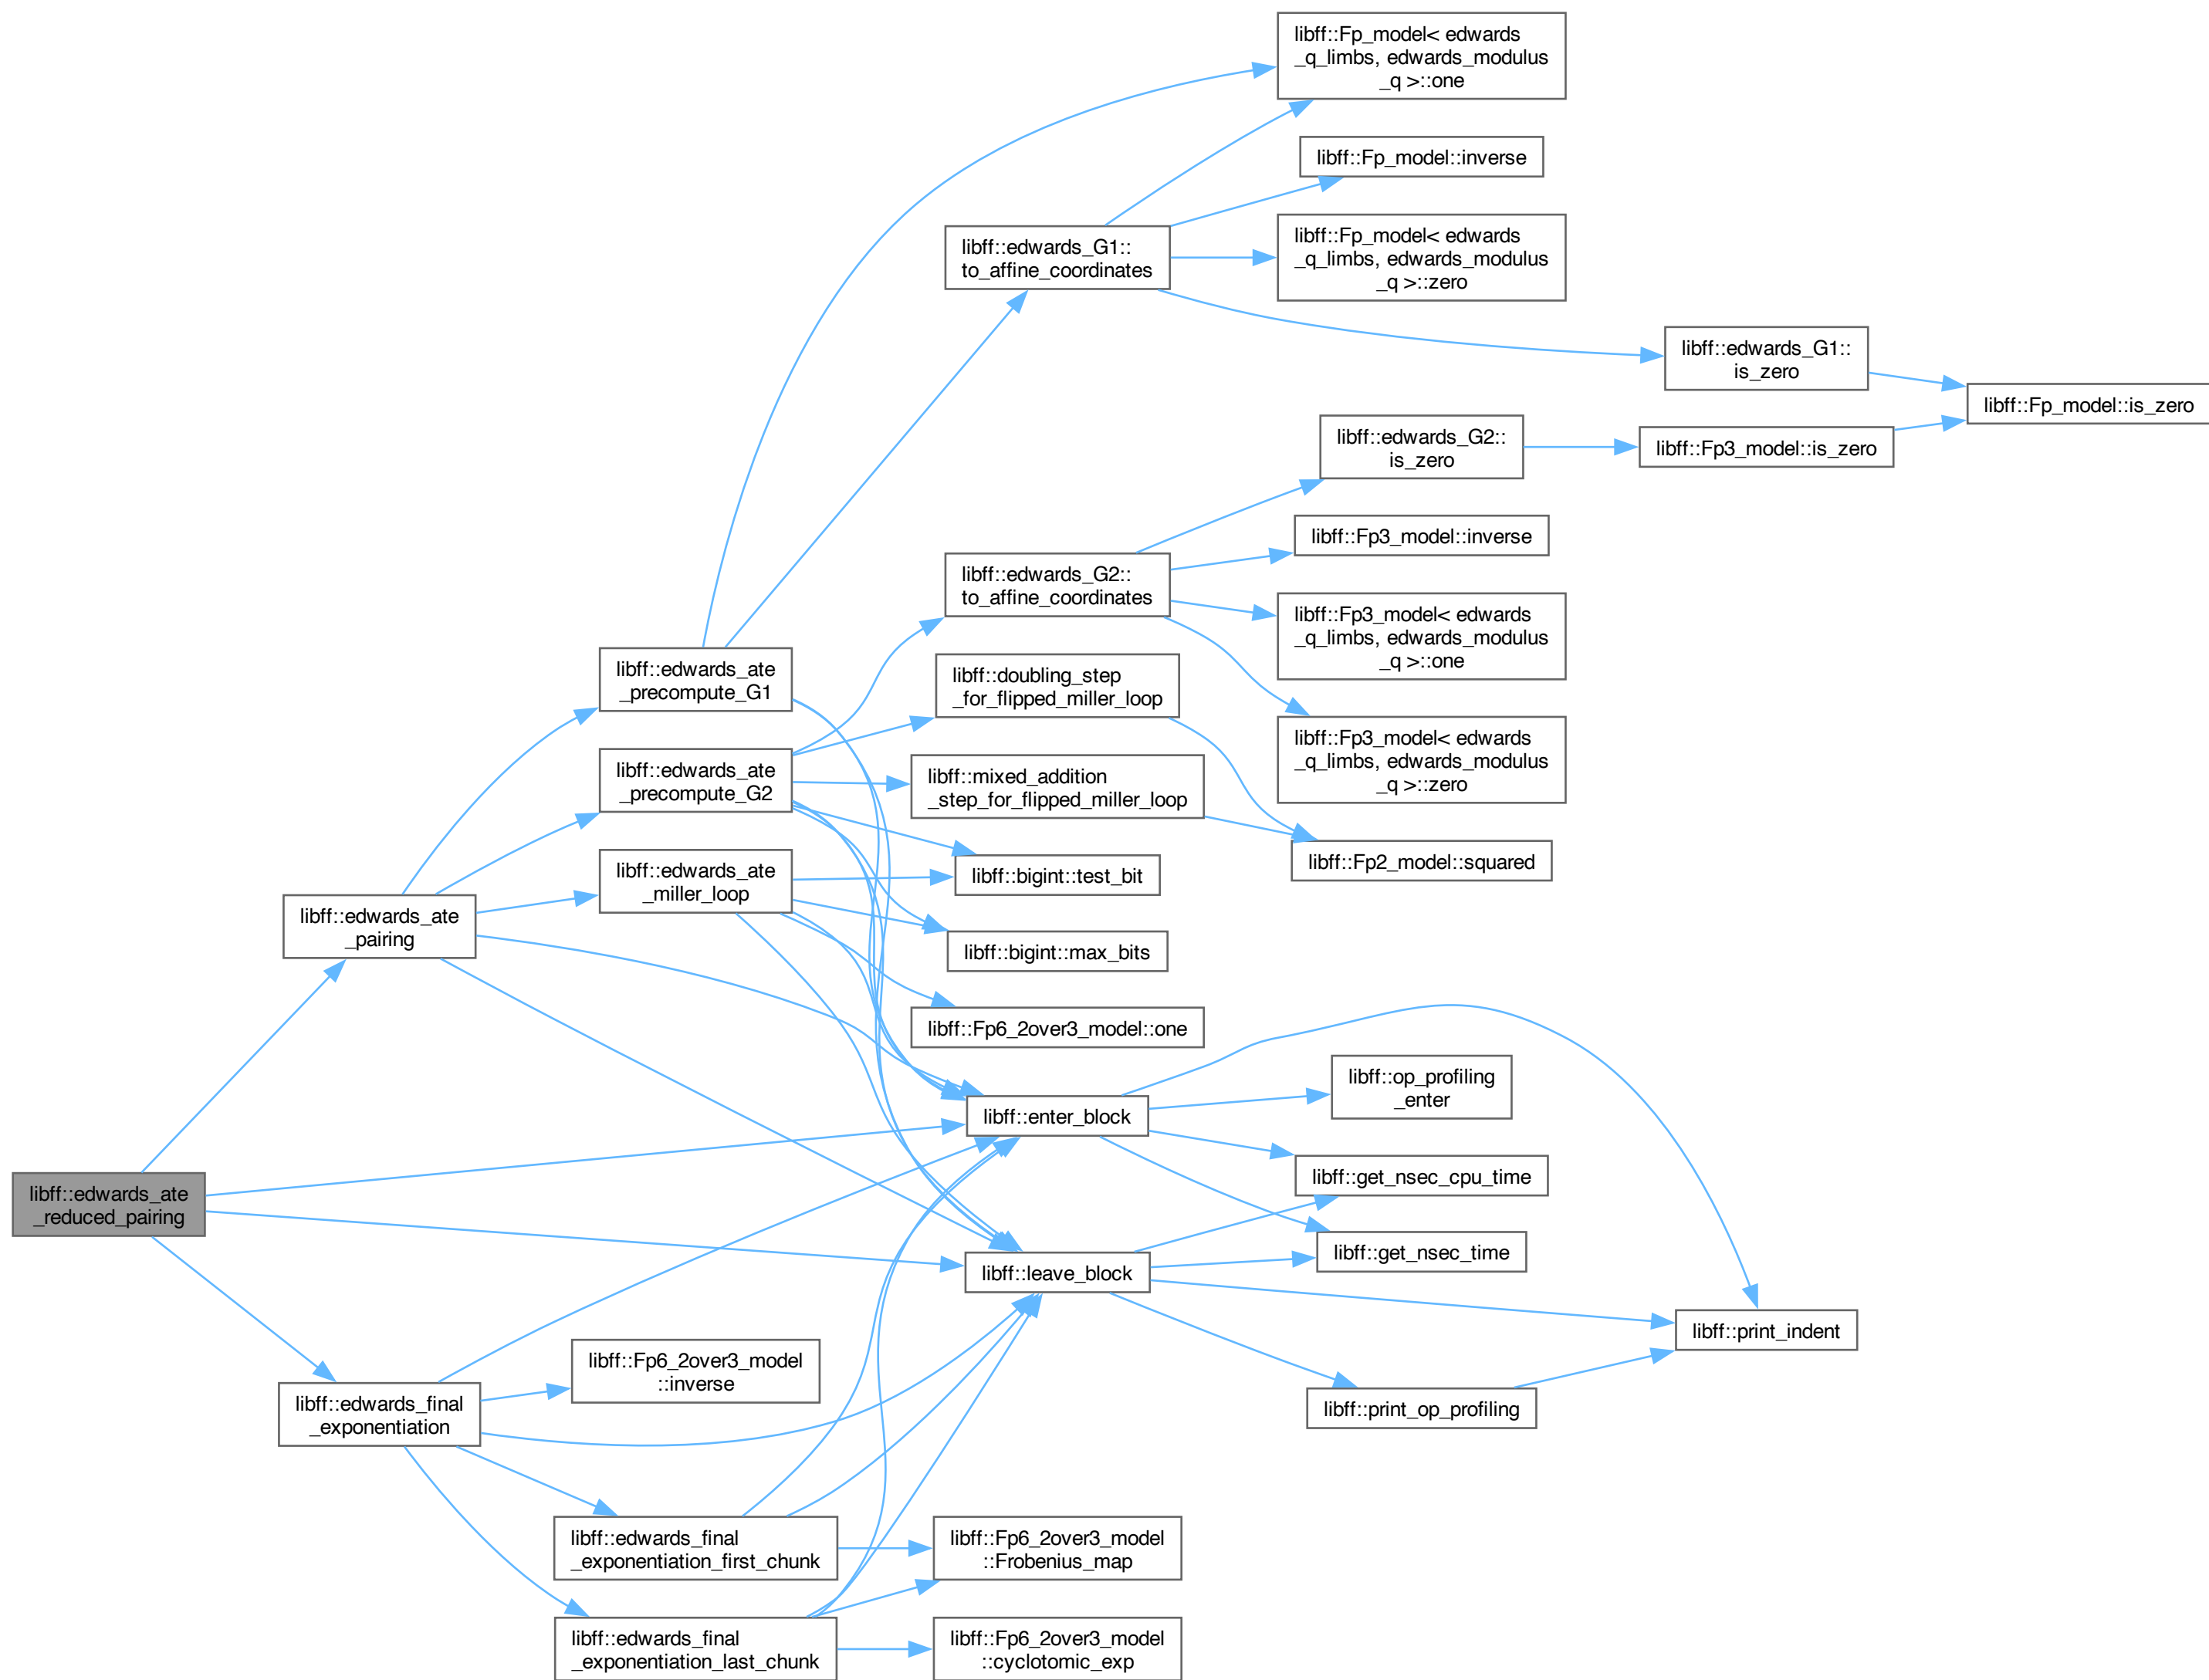 libff::Fp_model< edwards
_q_limbs, edwards_modulus
_q >::one
libff::Fp_model::inverse
libff::edwards_G1::
to_affine_coordinates
libff::Fp_model< edwards
_q_limbs, edwards_modulus
_q >::zero
libff::edwards_G1::
is_zero
libff::Fp_model::is_zero
libff::edwards_G2::
is_zero
libff::Fp3_model::is_zero
libff::Fp3_model::inverse
libff::edwards_G2::
to_affine_coordinates
libff::Fp3_model< edwards
_q_limbs, edwards_modulus
_q >::one
libff::edwards_ate
_precompute_G1
libff::doubling_step
_for_flipped_miller_loop
libff::Fp3_model< edwards
_q_limbs, edwards_modulus
_q >::zero
libff::edwards_ate
_precompute_G2
libff::mixed_addition
_step_for_flipped_miller_loop
libff::Fp2_model::squared
libff::edwards_ate
_miller_loop
libff::bigint::test_bit
libff::edwards_ate
_pairing
libff::bigint::max_bits
libff::Fp6_2over3_model::one
libff::op_profiling
_enter
libff::enter_block
libff::get_nsec_cpu_time
libff::edwards_ate
_reduced_pairing
libff::get_nsec_time
libff::leave_block
libff::print_indent
libff::Fp6_2over3_model
::inverse
libff::edwards_final
_exponentiation
libff::print_op_profiling
libff::edwards_final
_exponentiation_first_chunk
libff::Fp6_2over3_model
::Frobenius_map
libff::edwards_final
_exponentiation_last_chunk
libff::Fp6_2over3_model
::cyclotomic_exp